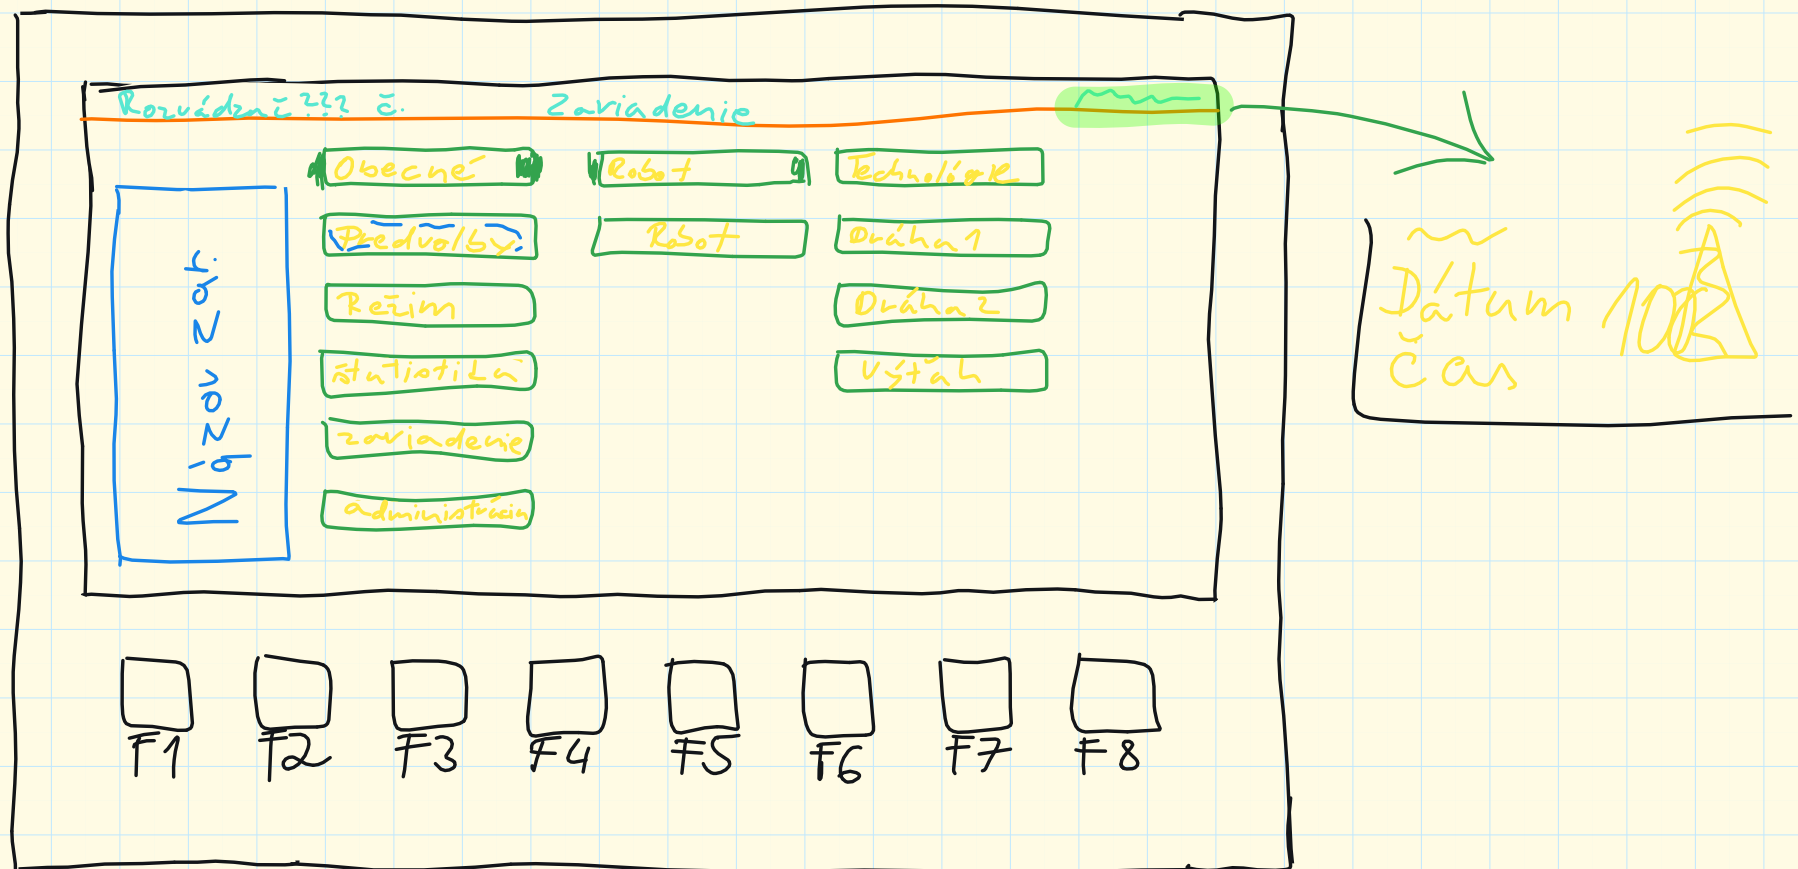 Rozvádzač??? č. Zariadenie
Obecné Robot Technológie
Predvoľby Robot Dráha 1
Režim Dráha 2
štatistika Výťah
zariadenie
administrácia
Dátum
Čas
F1 F2 F3 F4 F5 F6 F7 F8